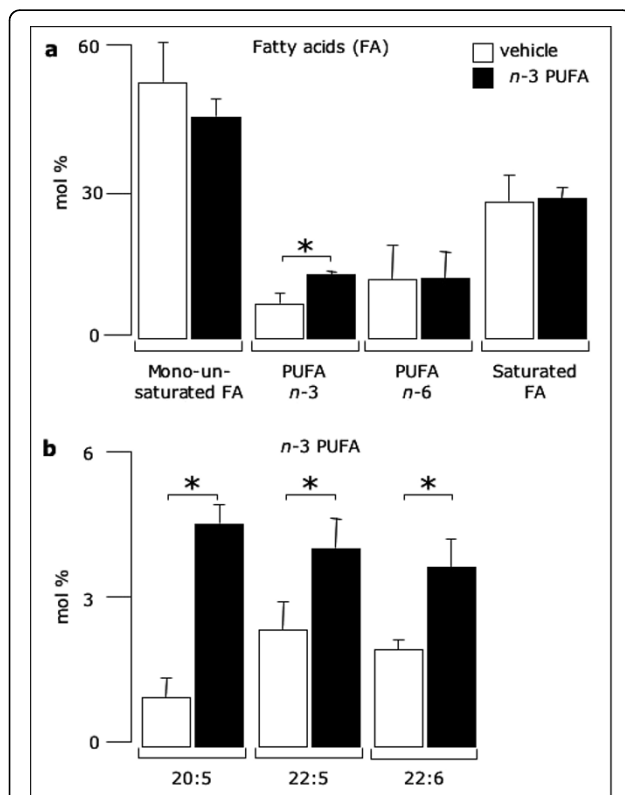 a
Fatty acids (FA)
vehicle
n-3 PUFA
60
30
0
mol %
*
Mono-un-
saturated FA
PUFA
n-3
PUFA
n-6
Saturated
FA
b
n-3 PUFA
6
3
0
mol %
* * *
20:5 22:5 22:6